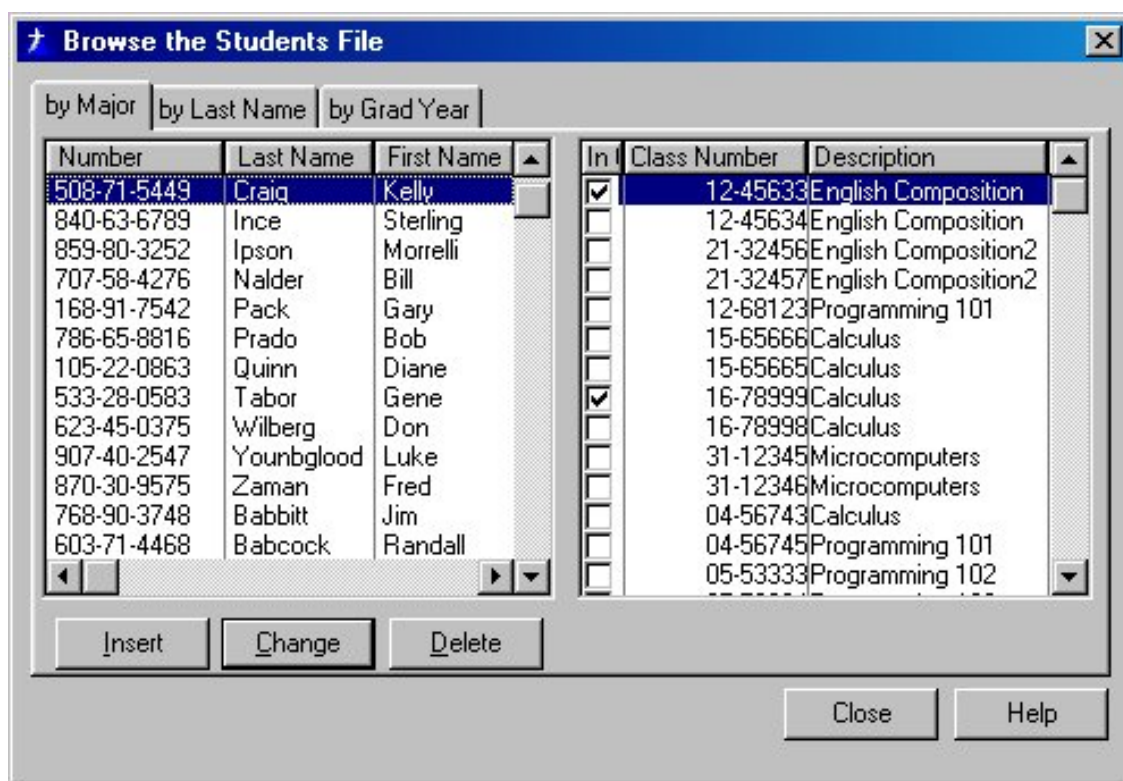 Browse the Students File
by Major by Last Name by Grad Year
Number Last Name First Name In Class Number Description
508-71-5449 Craig Kelly 12-45633 English Composition
840-63-6789 Ince Sterling 12-45634 English Composition
859-80-3252 Ipson Morrelli 21-32456 English Composition2
707-58-4276 Nalder Bill 21-32457 English Composition2
168-91-7542 Pack Gary 12-68123 Programming 101
786-65-8816 Prado Bob 15-65666 Calculus
105-22-0863 Quinn Diane 15-65665 Calculus
533-28-0583 Tabor Gene 16-78999 Calculus
623-45-0375 Wilberg Don 16-78998 Calculus
907-40-2547 Younbglood Luke 31-12345 Microcomputers
870-30-9575 Zaman Fred 31-12346 Microcomputers
768-90-3748 Babbitt Jim 04-56743 Calculus
603-71-4468 Babcock Randall 04-56745 Programming 101
05-53333 Programming 102
Insert Change Delete
Close Help